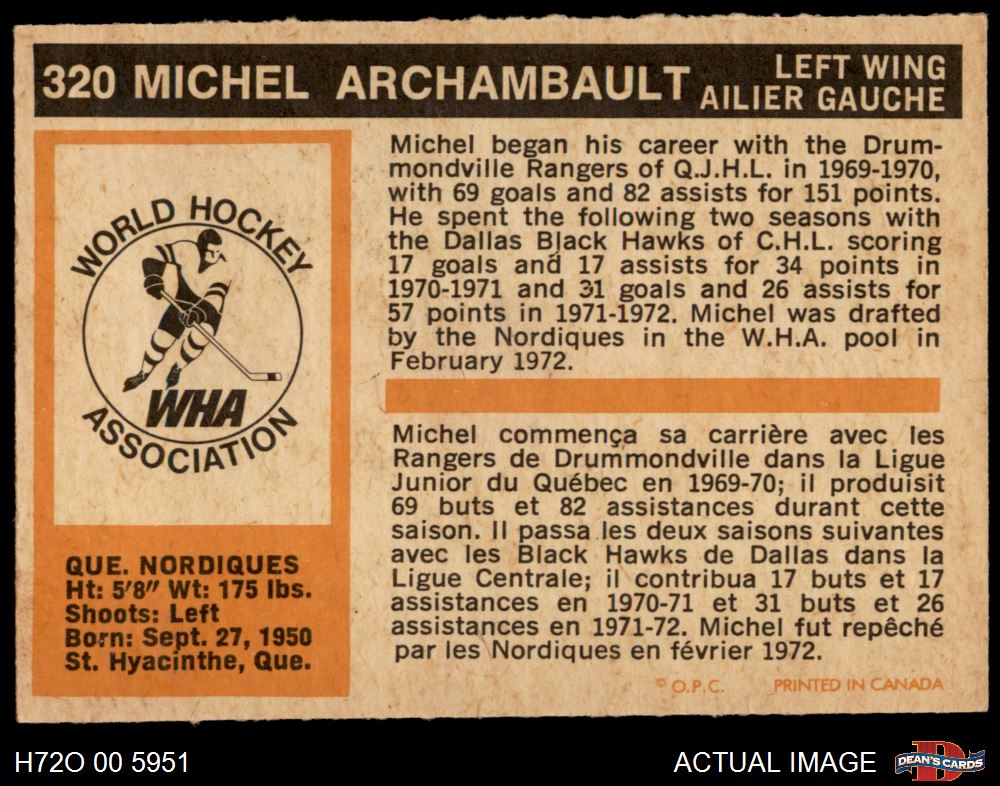 320 MICHEL ARCHAMBAULT
LEFT WING
AILIER GAUCHE
WORLD HOCKEY
WHA
ASSOCIATION
QUE. NORDIQUES
Ht: 5'8" Wt: 175 lbs.
Shoots: Left
Born: Sept. 27, 1950
St. Hyacinthe, Que.
Michel began his career with the Drum-
mondville Rangers of Q.J.H.L. in 1969-1970,
with 69 goals and 82 assists for 151 points.
He spent the following two seasons with
the Dallas Black Hawks of C.H.L. scoring
17 goals and 17 assists for 34 points in
1970-1971 and 31 goals and 26 assists for
57 points in 1971-1972. Michel was drafted
by the Nordiques in the W.H.A. pool in
February 1972.
Michel commença sa carrière avec les
Rangers de Drummondville dans la Ligue
Junior du Québec en 1969-70; il produisit
69 buts et 82 assistances durant cette
saison. Il passa les deux saisons suivantes
avec les Black Hawks de Dallas dans la
Ligue Centrale; il contribua 17 buts et 17
assistances en 1970-71 et 31 buts et 26
assistances en 1971-72. Michel fut repêché
par les Nordiques en février 1972.
© O.P.C. PRINTED IN CANADA
H72O 00 5951
ACTUAL IMAGE
D
DEAN'S CARDS